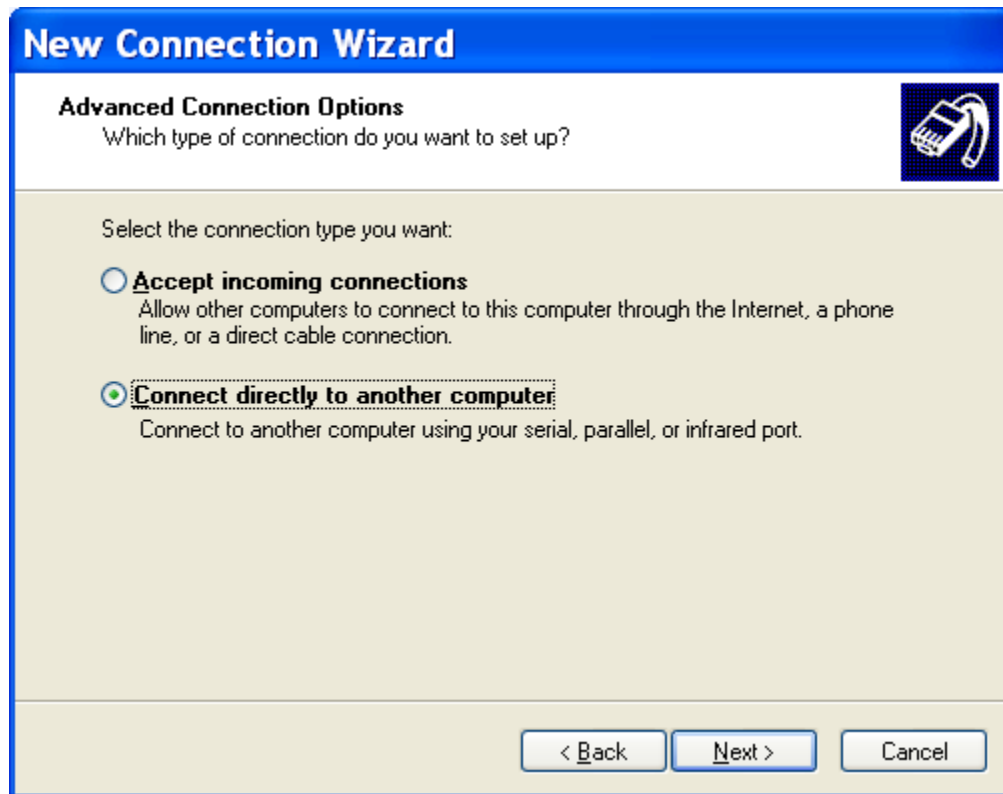 New Connection Wizard
Advanced Connection Options
Which type of connection do you want to set up?
Select the connection type you want:
Accept incoming connections
Allow other computers to connect to this computer through the Internet, a phone
line, or a direct cable connection.
Connect directly to another computer
Connect to another computer using your serial, parallel, or infrared port.
< Back
Next >
Cancel